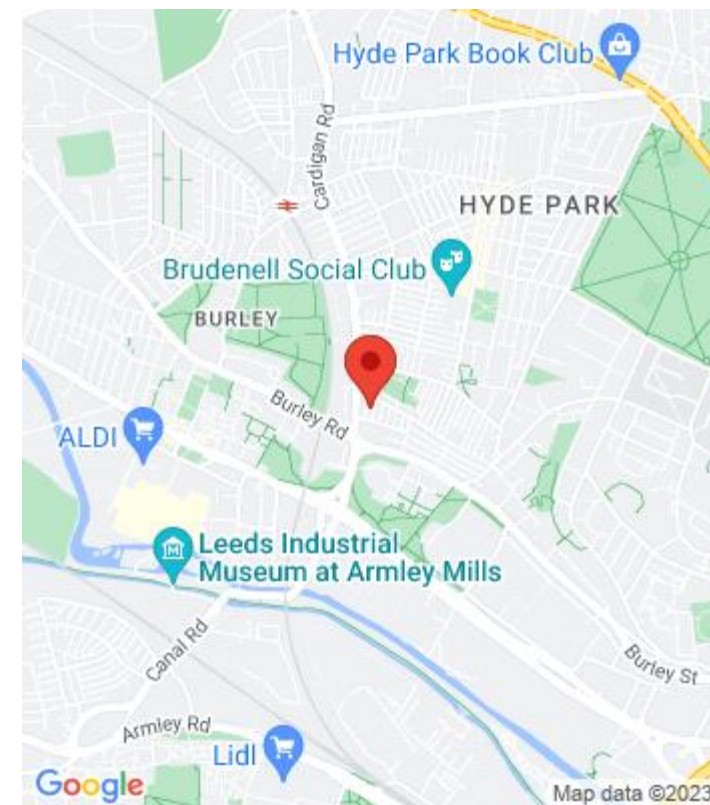 Hyde Park Book Club
Cardigan Rd
HYDE PARK
Brudenell Social Club
BURLEY
Burley Rd
ALDI
Leeds Industrial
Museum at Armley Mills
Canal Rd
Burley St
Armley Rd
Lidl
Google
Map data ©2023